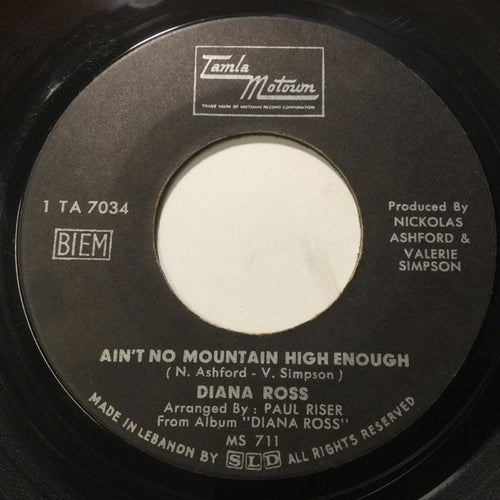 Tamla
Motown
TRADE MARK OF MOTOWN RECORD CORPORATION
1 TA 7034
BIEM
Produced By
NICKOLAS
ASHFORD &
VALERIE
SIMPSON
AIN'T NO MOUNTAIN HIGH ENOUGH
( N. Ashford - V. Simpson )
DIANA ROSS
Arranged By : PAUL RISER
From Album "DIANA ROSS"
MS 711
MADE IN LEBANON BY SLD ALL RIGHTS RESERVED